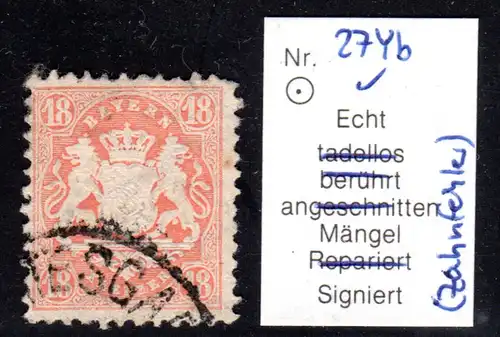 18 BAYERN 18
18 18
Nr. 27Yb
Echt
tadellos
berührt
angeschnitten
Mängel
Repariert
Signiert
(Zahnfehler)